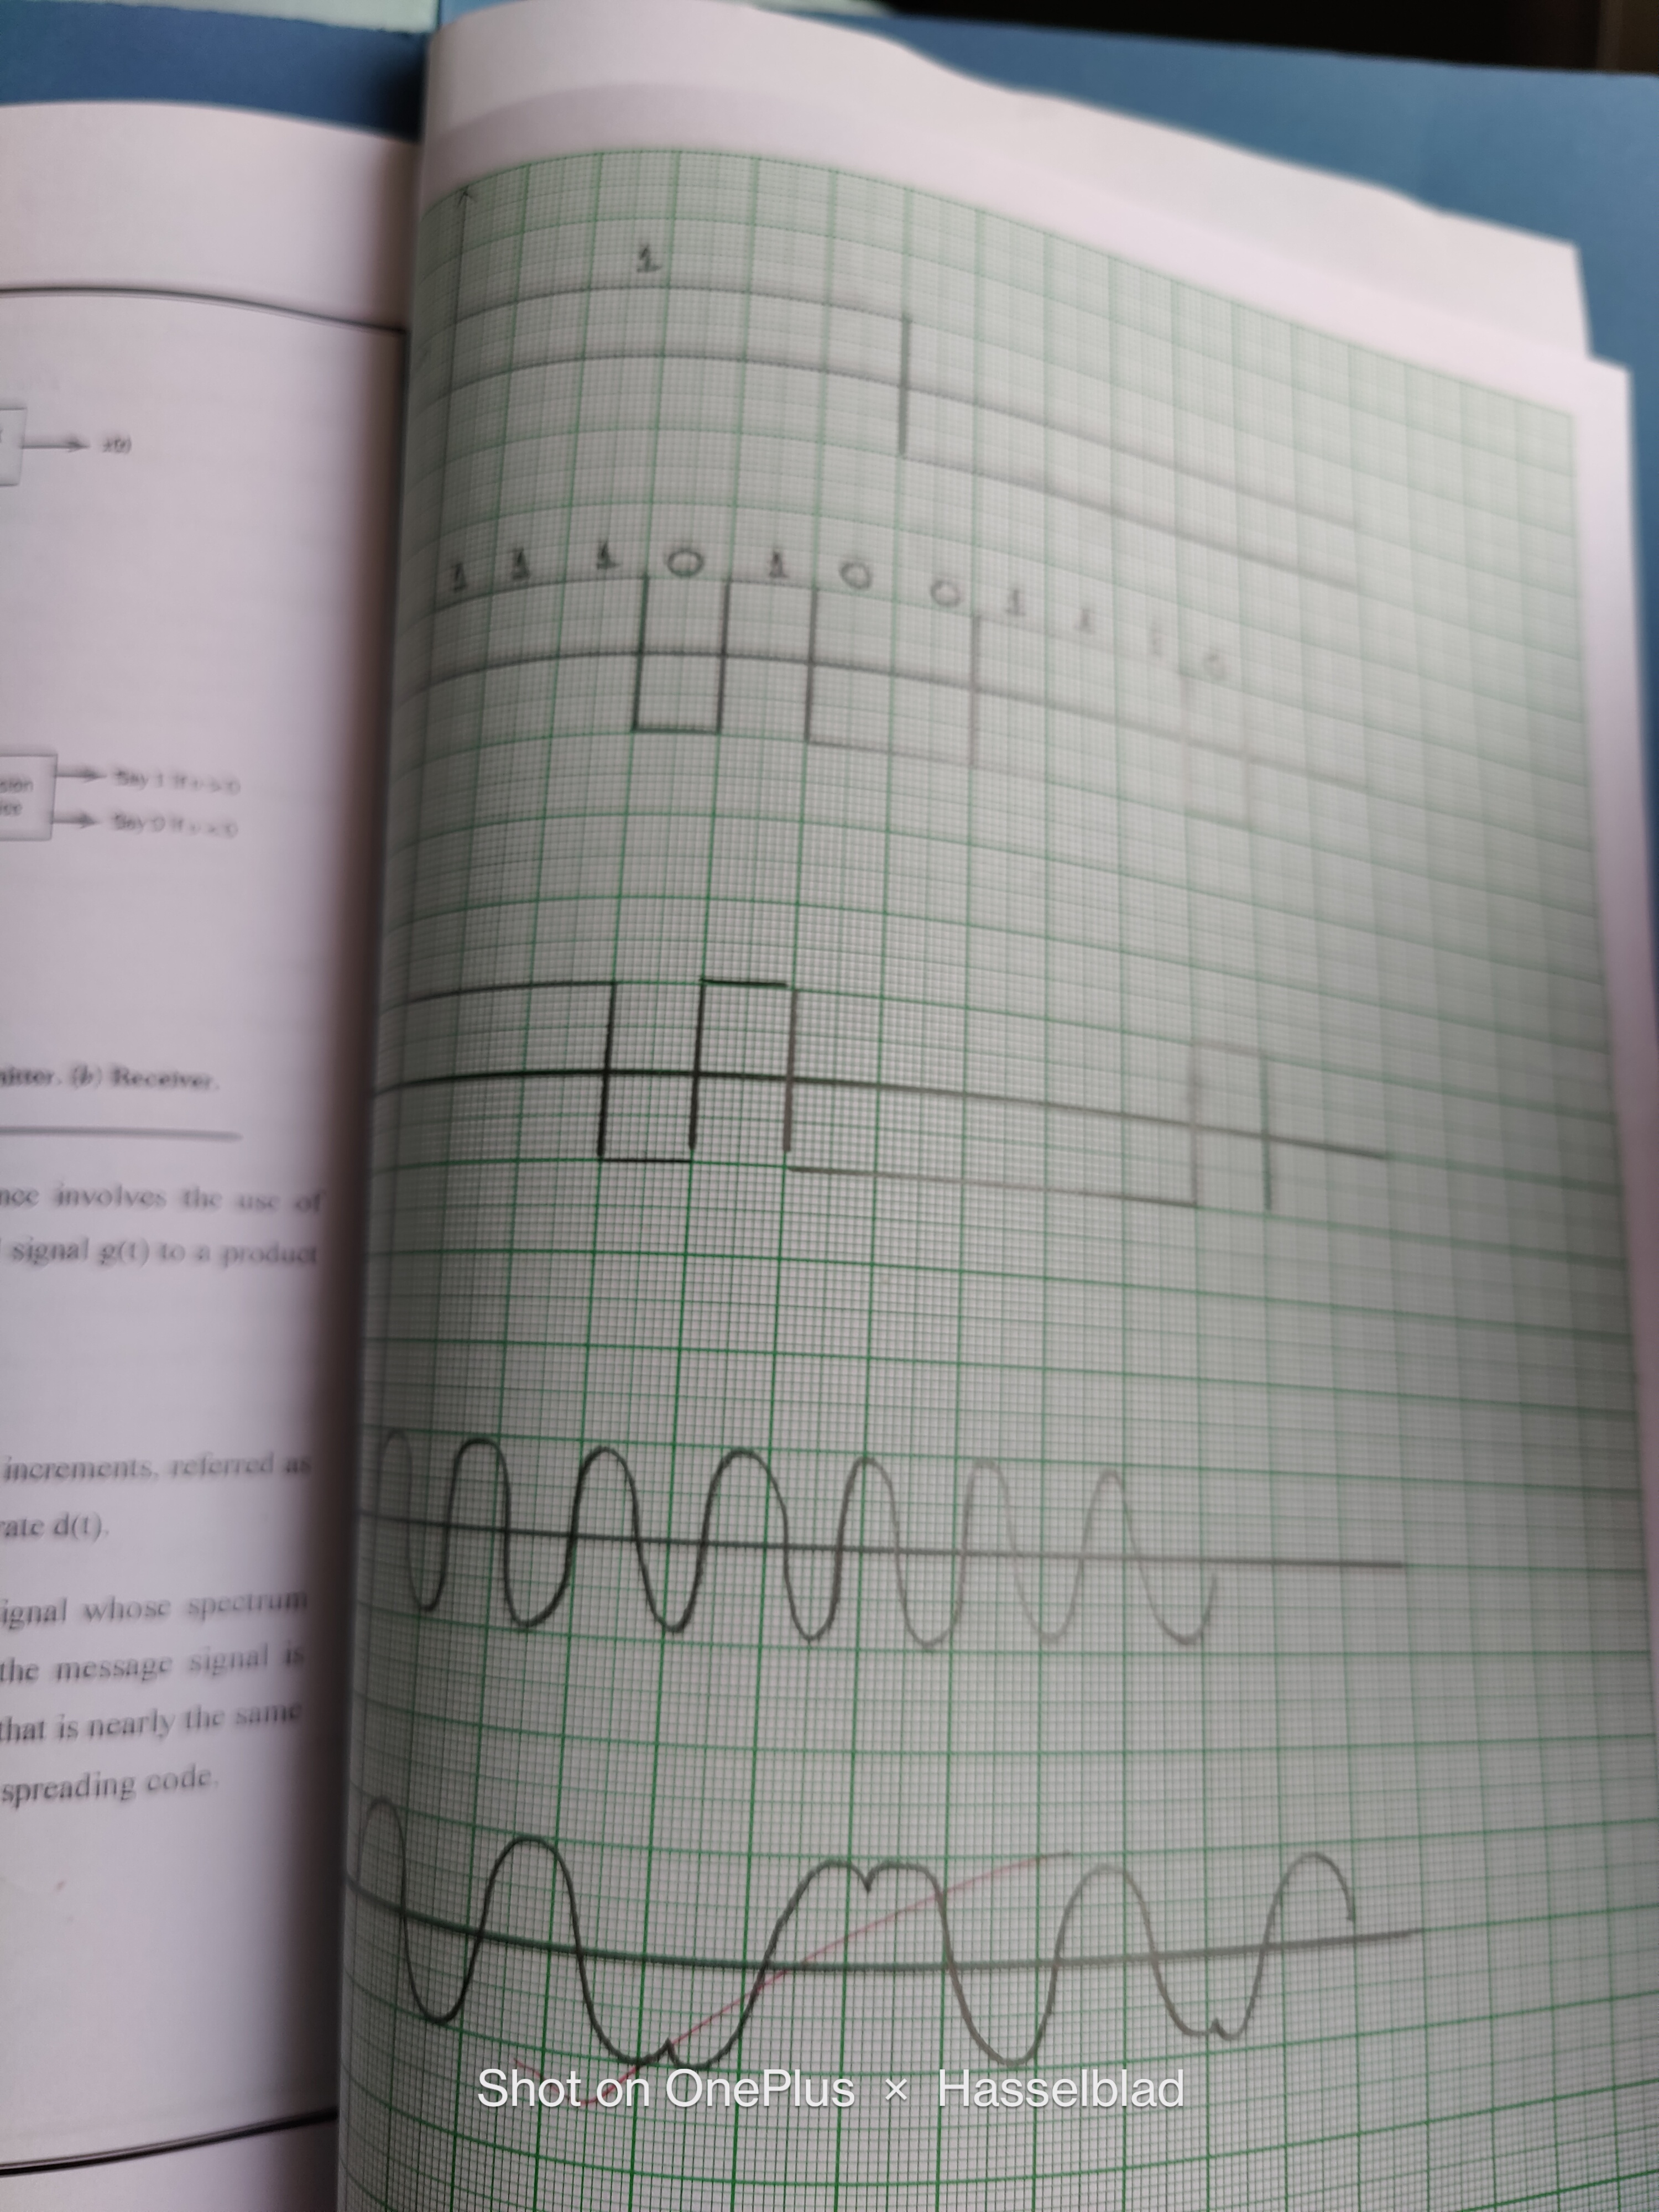 x(t)
Say 1 if v > 0
Say 0 if v < 0
Receiver.
(b)
nce involves the use of
signal g(t) to a product
increments, referred as
rate d(t).
ignal whose spectrum
the message signal is
that is nearly the same
spreading code.
1
1 1 1 0 1 0 0 1 1 1 0
Shot on OnePlus × Hasselblad